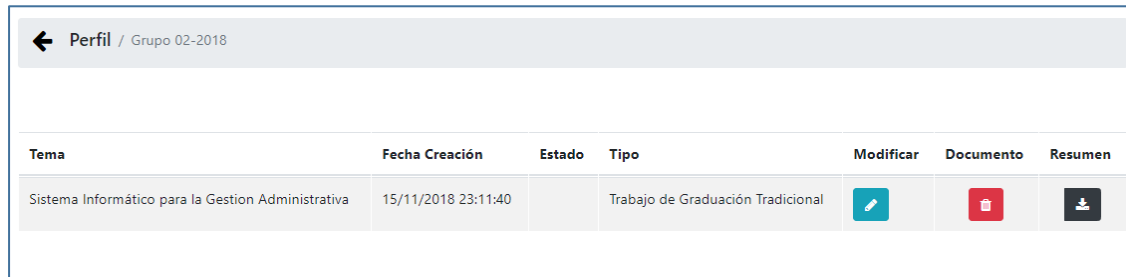 Perfil / Grupo 02-2018
Tema Fecha Creación Estado Tipo Modificar Documento Resumen
Sistema Informático para la Gestion Administrativa 15/11/2018 23:11:40 Trabajo de Graduación Tradicional